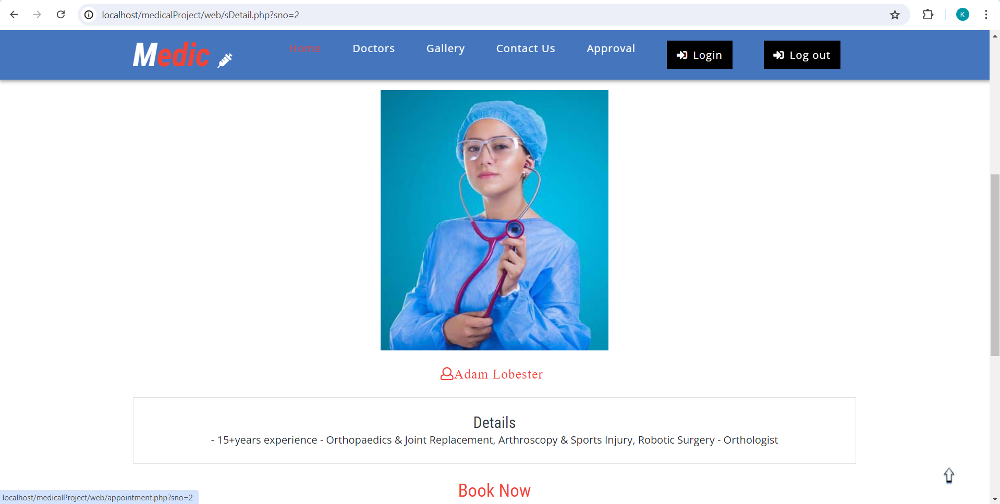 localhost/medicalProject/web/sDetail.php?sno=2
K
Medic
Home
Doctors
Gallery
Contact Us
Approval
Login
Log out
Adam Lobester
Details
- 15+years experience - Orthopaedics & Joint Replacement, Arthroscopy & Sports Injury, Robotic Surgery - Orthologist
Book Now
localhost/medicalProject/web/appointment.php?sno=2